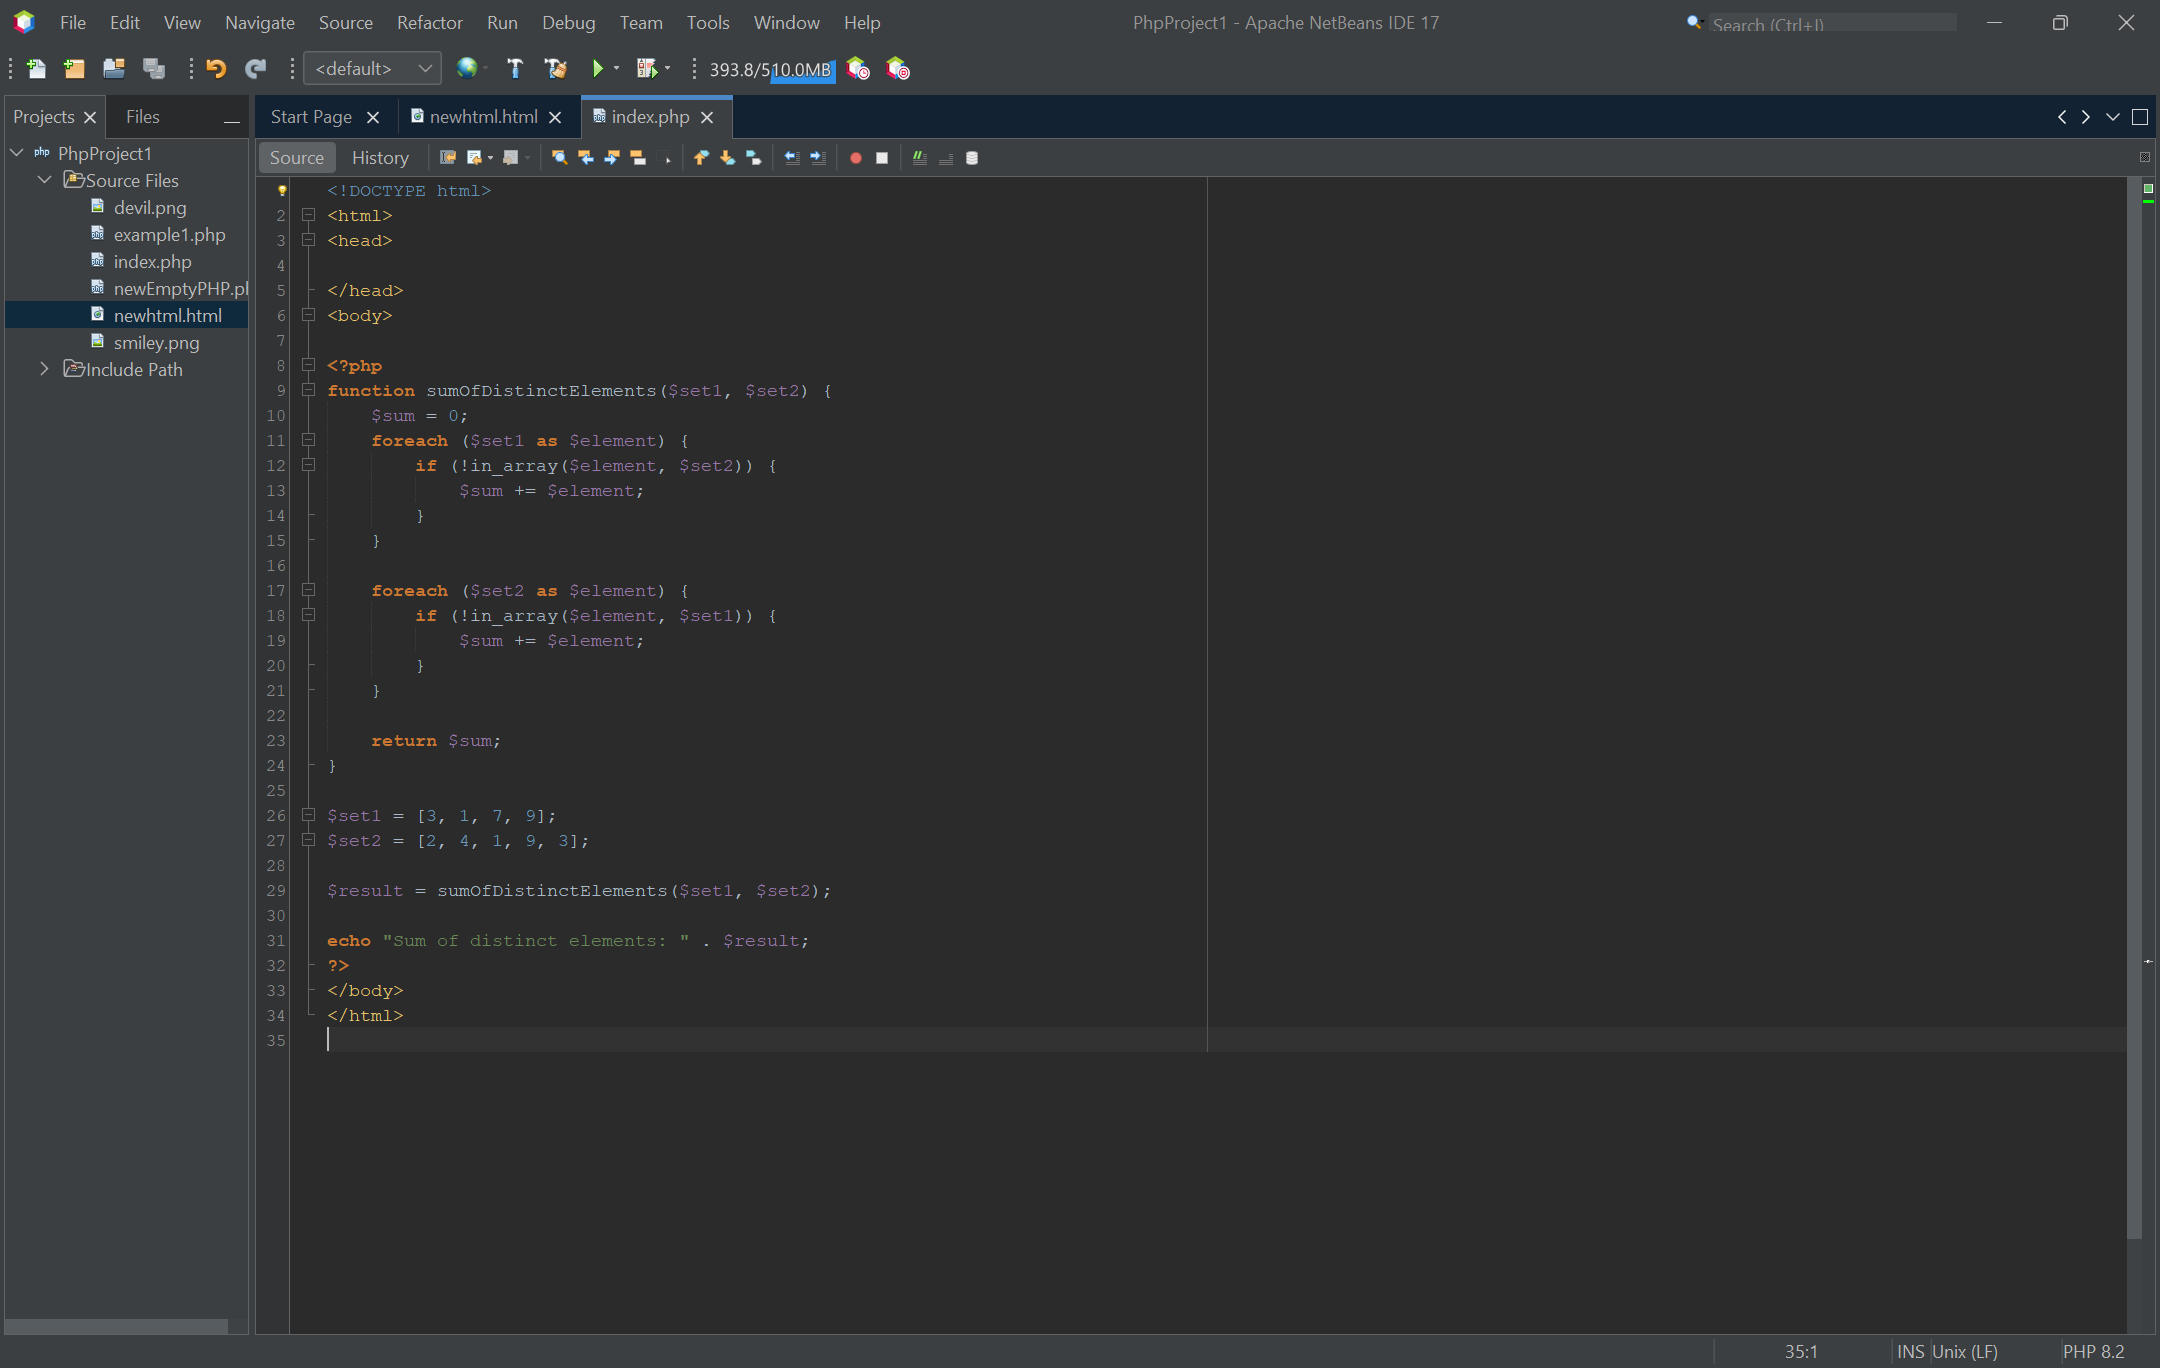 File Edit View Navigate Source Refactor Run Debug Team Tools Window Help
PhpProject1 - Apache NetBeans IDE 17
Search (Ctrl+I)
<default>
393.8/510.0MB
Projects Files
Start Page newhtml.html index.php
Source History
PhpProject1
Source Files
devil.png
example1.php
index.php
newEmptyPHP.pl
newhtml.html
smiley.png
Include Path
<!DOCTYPE html>
2 <html>
3 <head>
4
5 </head>
6 <body>
7
8 <?php
9 function sumOfDistinctElements($set1, $set2) {
10     $sum = 0;
11     foreach ($set1 as $element) {
12         if (!in_array($element, $set2)) {
13             $sum += $element;
14         }
15     }
16
17     foreach ($set2 as $element) {
18         if (!in_array($element, $set1)) {
19             $sum += $element;
20         }
21     }
22
23     return $sum;
24 }
25
26 $set1 = [3, 1, 7, 9];
27 $set2 = [2, 4, 1, 9, 3];
28
29 $result = sumOfDistinctElements($set1, $set2);
30
31 echo "Sum of distinct elements: " . $result;
32 ?>
33 </body>
34 </html>
35
35:1 INS Unix (LF) PHP 8.2